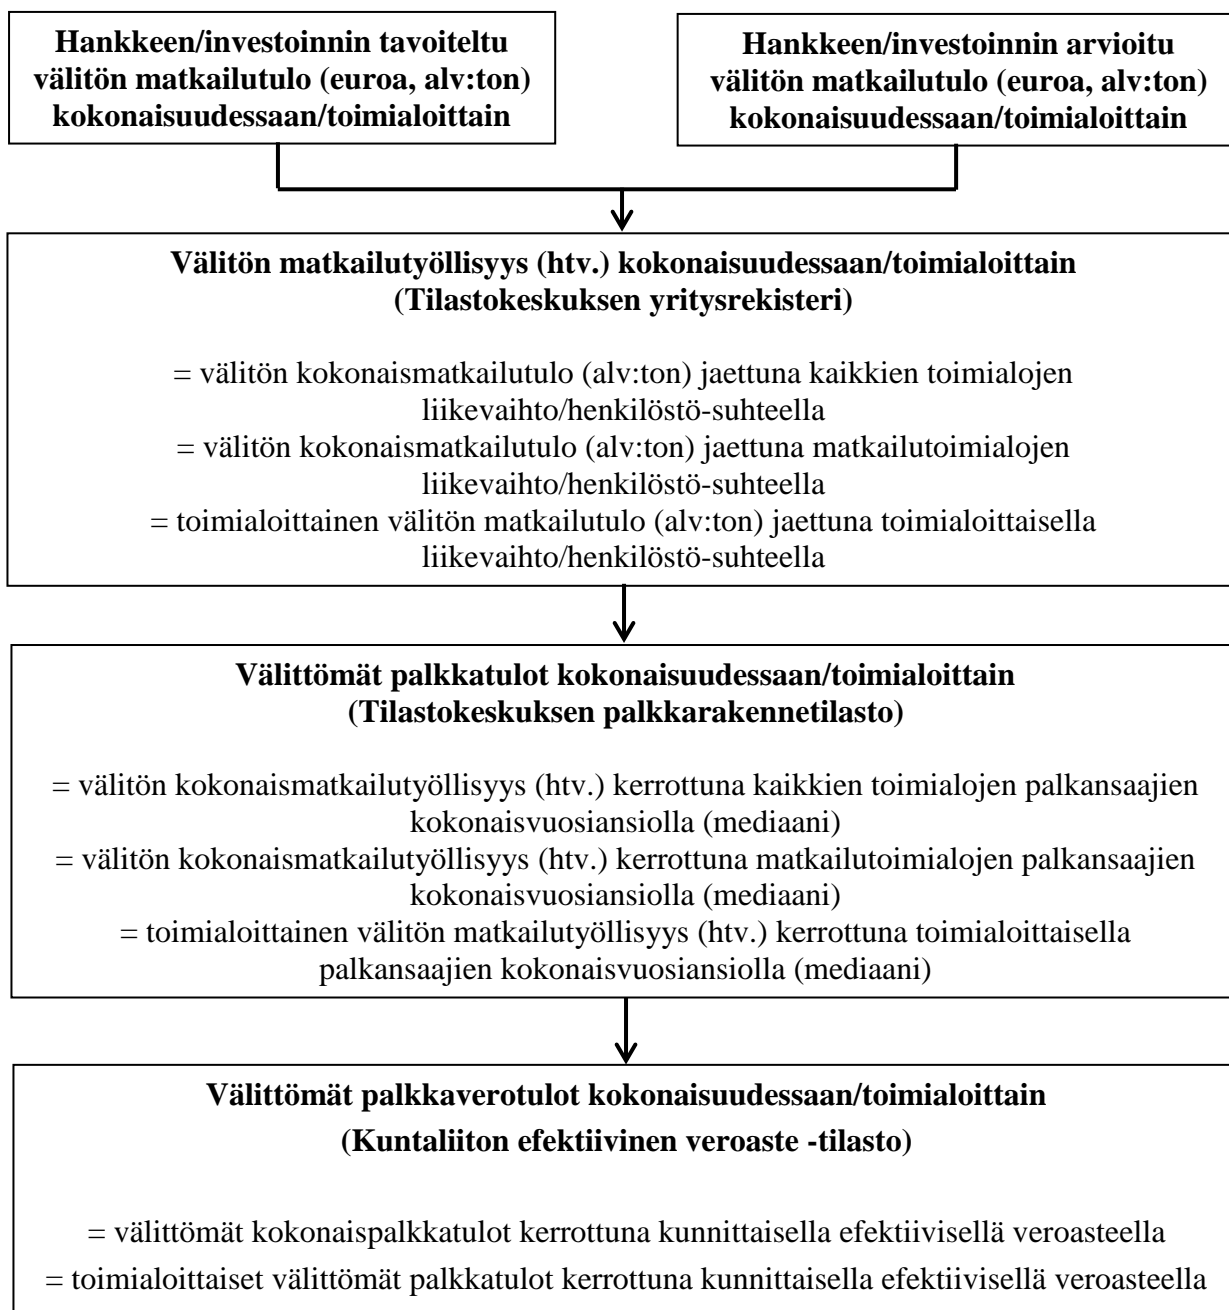 Hankkeen/investoinnin tavoiteltu
välitön matkailutulo (euroa, alv:ton)
kokonaisuudessaan/toimialoittain
Hankkeen/investoinnin arvioitu
välitön matkailutulo (euroa, alv:ton)
kokonaisuudessaan/toimialoittain
Välitön matkailutyöllisyys (htv.) kokonaisuudessaan/toimialoittain
(Tilastokeskuksen yritysrekisteri)
= välitön kokonaismatkailutulo (alv:ton) jaettuna kaikkien toimialojen
liikevaihto/henkilöstö-suhteella
= välitön kokonaismatkailutulo (alv:ton) jaettuna matkailutoimialojen
liikevaihto/henkilöstö-suhteella
= toimialoittainen välitön matkailutulo (alv:ton) jaettuna toimialoittaisella
liikevaihto/henkilöstö-suhteella
Välittömät palkkatulot kokonaisuudessaan/toimialoittain
(Tilastokeskuksen palkkarakennetilasto)
= välitön kokonaismatkailutyöllisyys (htv.) kerrottuna kaikkien toimialojen palkansaajien
kokonaisvuosiansiolla (mediaani)
= välitön kokonaismatkailutyöllisyys (htv.) kerrottuna matkailutoimialojen palkansaajien
kokonaisvuosiansiolla (mediaani)
= toimialoittainen välitön matkailutyöllisyys (htv.) kerrottuna toimialoittaisella
palkansaajien kokonaisvuosiansiolla (mediaani)
Välittömät palkkaverotulot kokonaisuudessaan/toimialoittain
(Kuntaliiton efektiivinen veroaste -tilasto)
= välittömät kokonaispalkkatulot kerrottuna kunnittaisella efektiivisellä veroasteella
= toimialoittaiset välittömät palkkatulot kerrottuna kunnittaisella efektiivisellä veroasteella